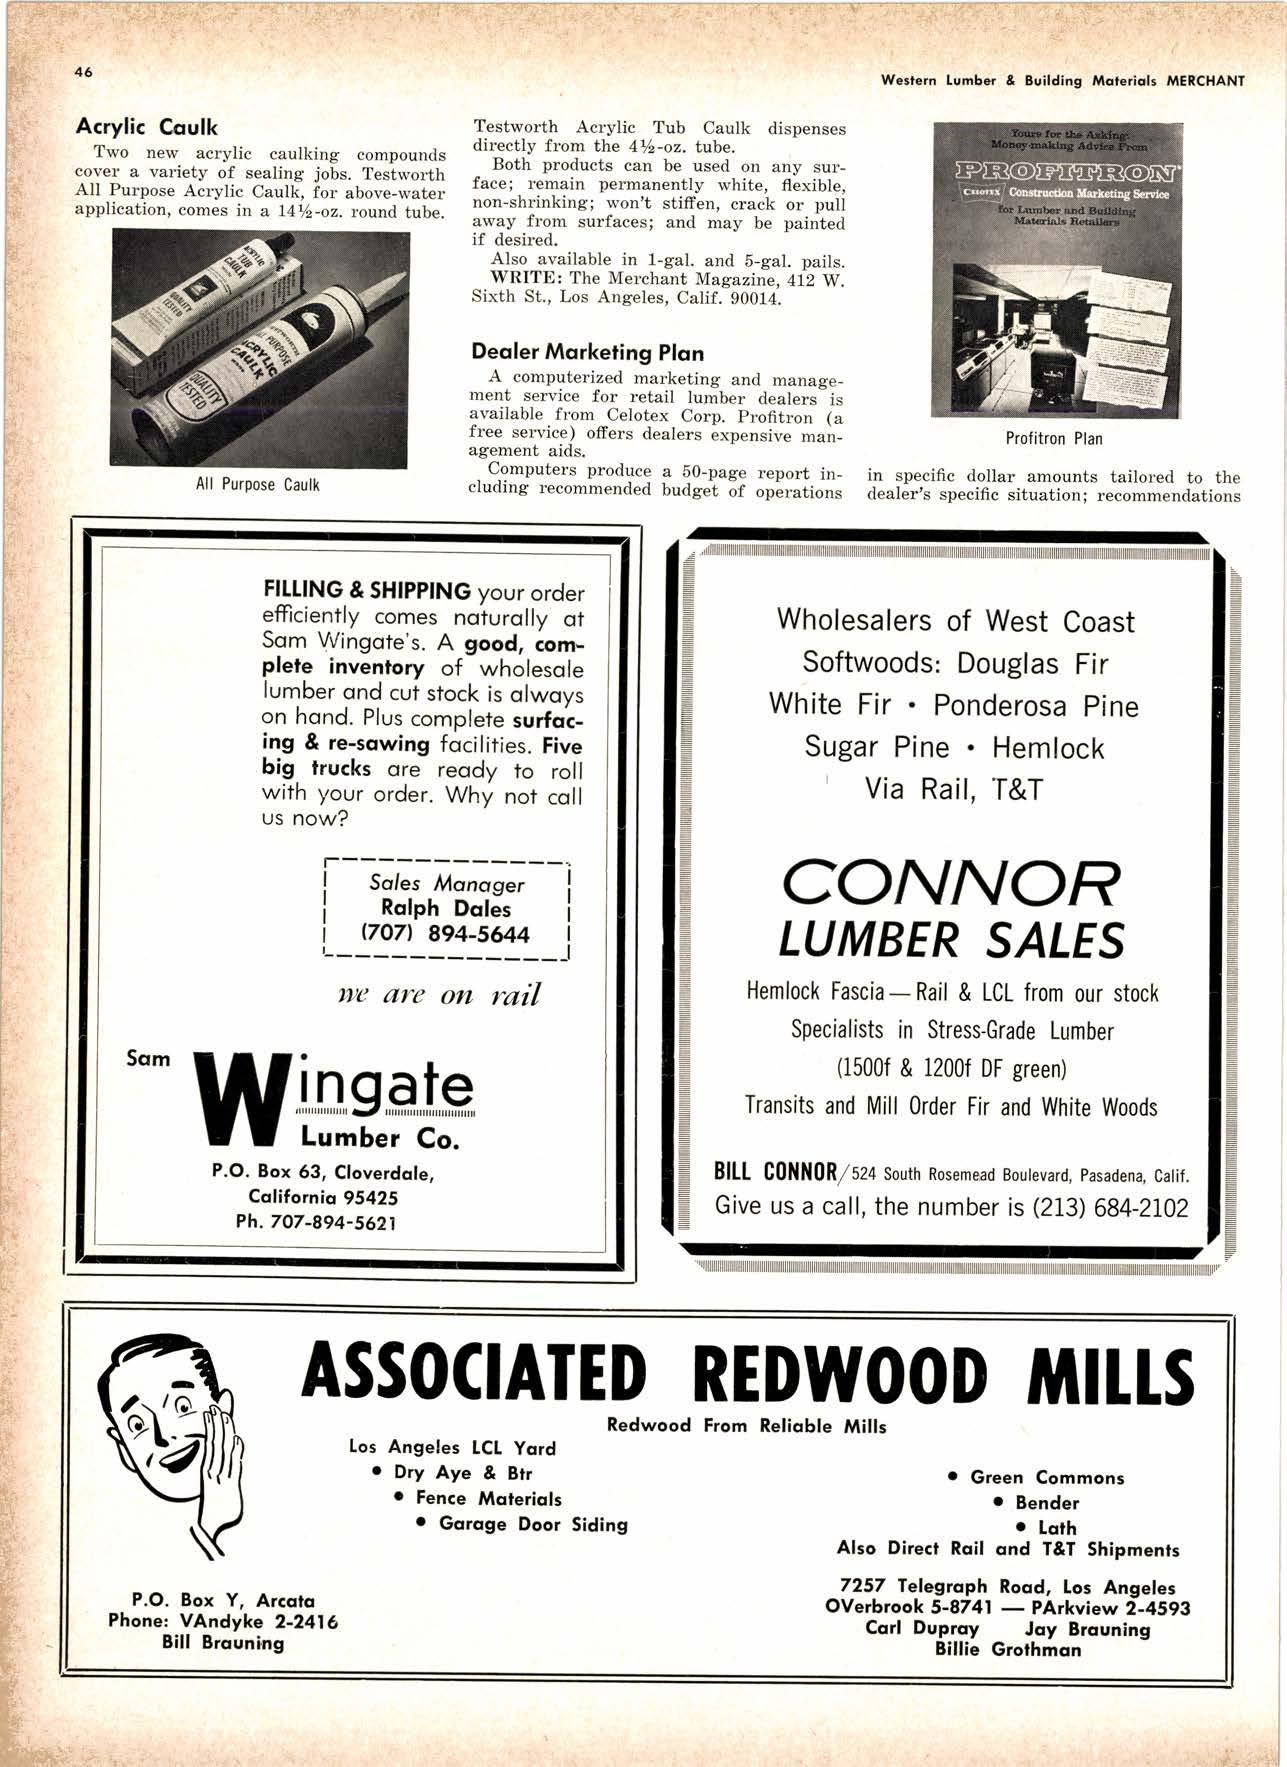 46
Western Lumber & Building Materials MERCHANT
Acrylic Caulk
Two new acrylic caulking compounds
cover a variety of sealing jobs. Testworth
All Purpose Acrylic Caulk, for above-water
application, comes in a 14½-oz. round tube.
ACRYLIC
TUB
CAULK
QUALITY
TESTED
PURPOSE
ACRYLIC
CAULK
QUALITY
TESTED
All Purpose Caulk
Testworth Acrylic Tub Caulk dispenses
directly from the 4½-oz. tube.
Both products can be used on any sur-
face; remain permanently white, flexible,
non-shrinking; won't stiffen, crack or pull
away from surfaces; and may be painted
if desired.
Also available in 1-gal. and 5-gal. pails.
WRITE: The Merchant Magazine, 412 W.
Sixth St., Los Angeles, Calif. 90014.
Dealer Marketing Plan
A computerized marketing and manage-
ment service for retail lumber dealers is
available from Celotex Corp. Profitron (a
free service) offers dealers expensive man-
agement aids.
Computers produce a 50-page report in-
cluding recommended budget of operations
Yours for the Asking:
Money-making Advice From
PROFITRON
CELOTEX Construction Marketing Service
for Lumber and Building
Materials Retailers
Profitron Plan
in specific dollar amounts tailored to the
dealer's specific situation; recommendations
FILLING & SHIPPING your order
efficiently comes naturally at
Sam Wingate's. A good, com-
plete inventory of wholesale
lumber and cut stock is always
on hand. Plus complete surfac-
ing & re-sawing facilities. Five
big trucks are ready to roll
with your order. Why not call
us now?
Sales Manager
Ralph Dales
(707) 894-5644
we are on rail
Sam
Wingate
Lumber Co.
P.O. Box 63, Cloverdale,
California 95425
Ph. 707-894-5621
Wholesalers of West Coast
Softwoods: Douglas Fir
White Fir • Ponderosa Pine
Sugar Pine • Hemlock
Via Rail, T&T
CONNOR
LUMBER SALES
Hemlock Fascia — Rail & LCL from our stock
Specialists in Stress-Grade Lumber
(1500f & 1200f DF green)
Transits and Mill Order Fir and White Woods
BILL CONNOR/524 South Rosemead Boulevard, Pasadena, Calif.
Give us a call, the number is (213) 684-2102
ASSOCIATED REDWOOD MILLS
Redwood From Reliable Mills
Los Angeles LCL Yard
• Dry Aye & Btr
• Fence Materials
• Garage Door Siding
• Green Commons
• Bender
• Lath
Also Direct Rail and T&T Shipments
P.O. Box Y, Arcata
Phone: VAndyke 2-2416
Bill Brauning
7257 Telegraph Road, Los Angeles
OVerbrook 5-8741 — PArkview 2-4593
Carl Dupray Jay Brauning
Billie Grothman